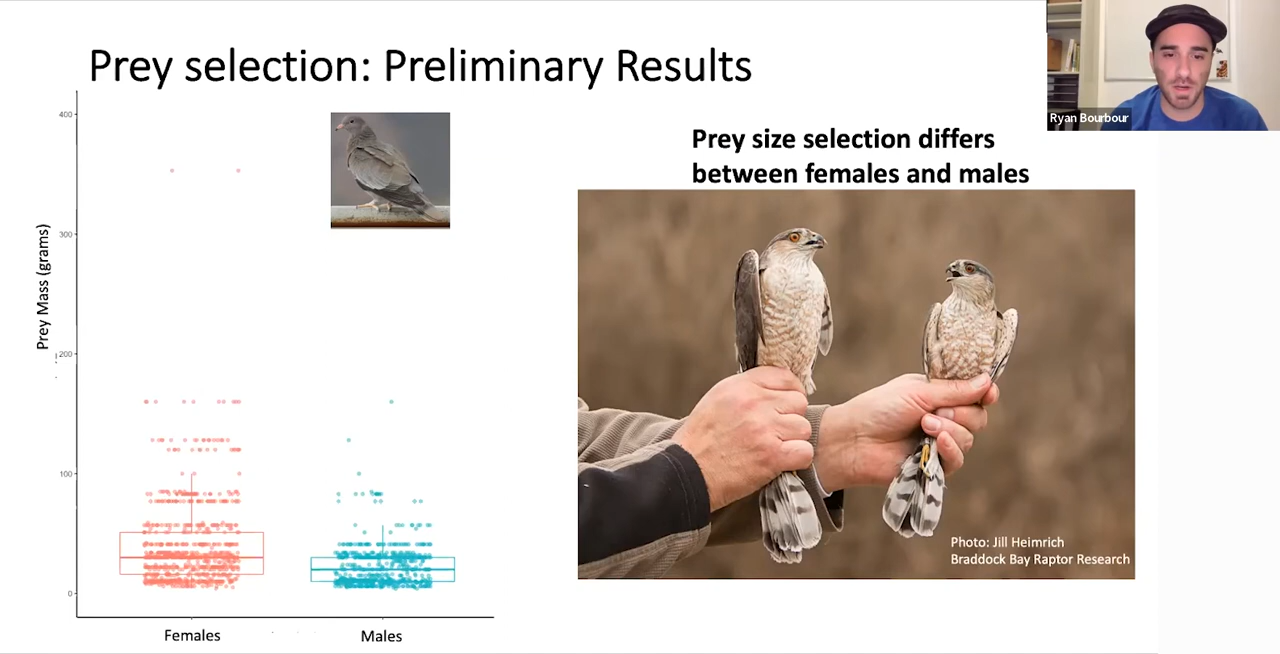 Prey selection: Preliminary Results
Ryan Bourbour
Prey size selection differs
between females and males
Prey Mass (grams)
400
300
200
100
0
Females
Males
Photo: Jill Heimrich
Braddock Bay Raptor Research